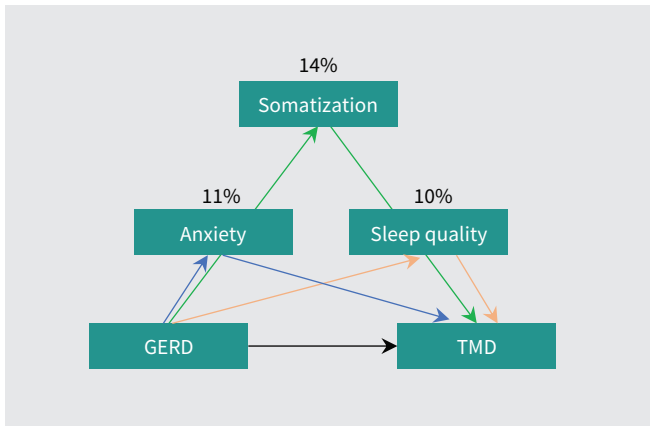 14%
Somatization
11%
Anxiety
10%
Sleep quality
GERD
TMD